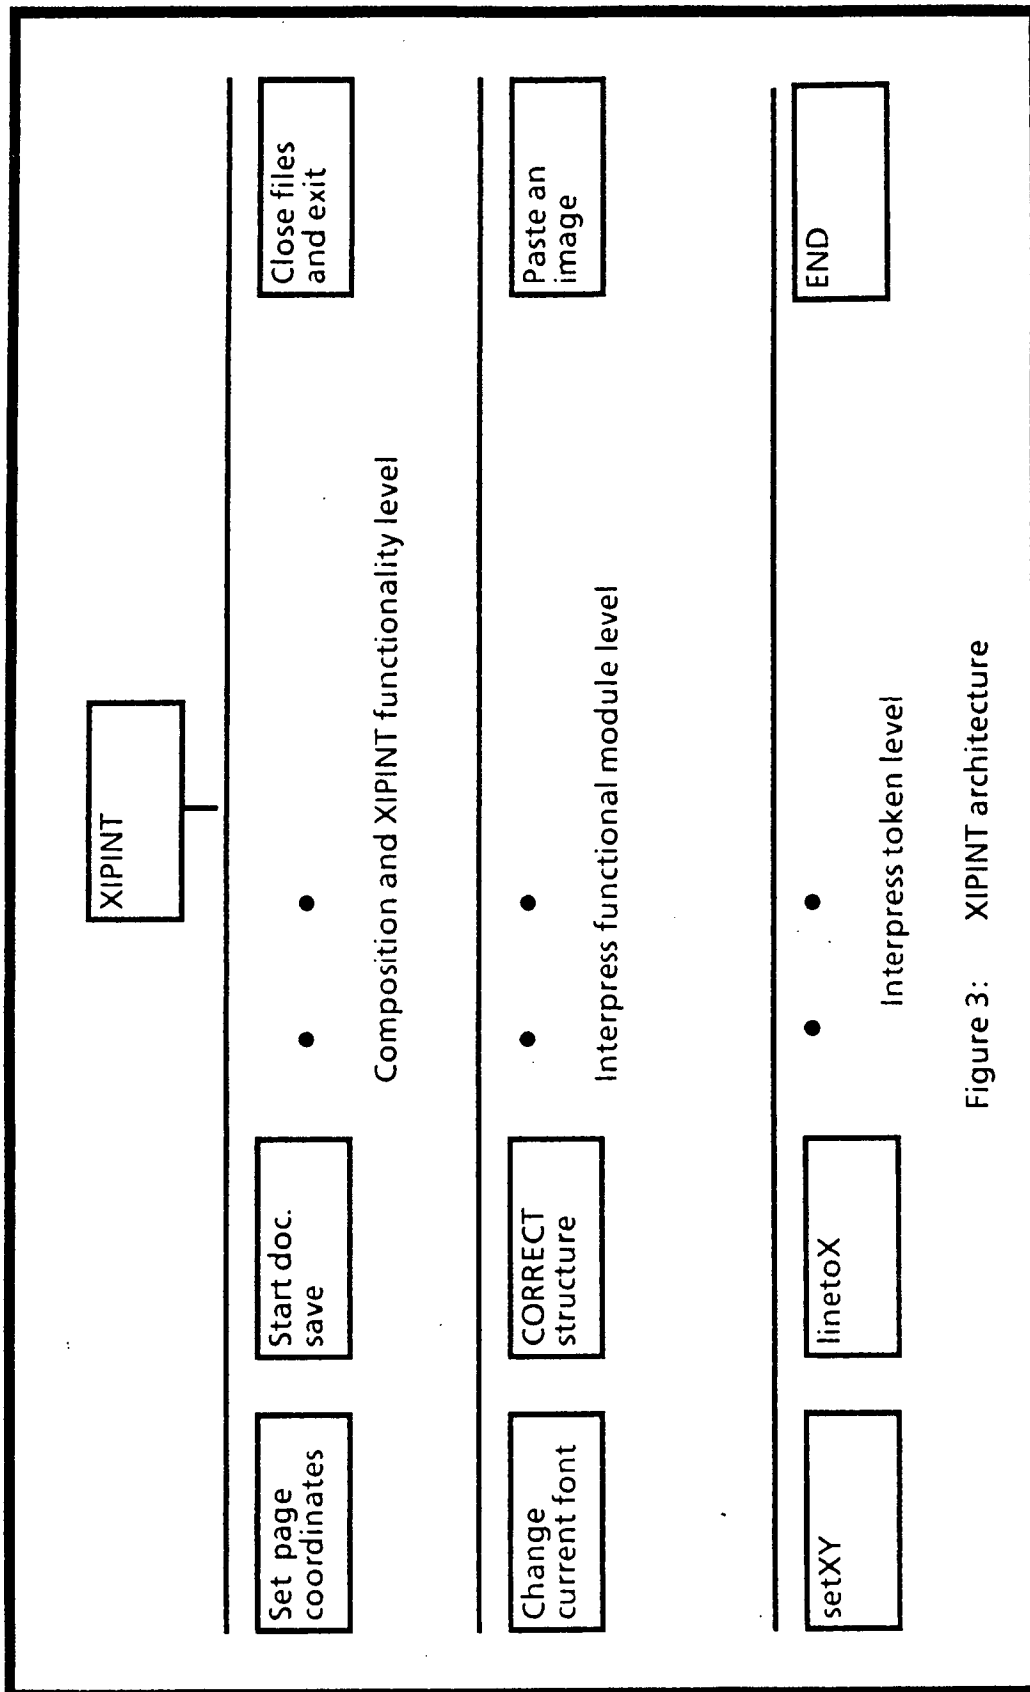 XIPINT
Set page
coordinates
Start doc.
save
Close files
and exit
Composition and XIPINT functionality level
Change
current font
CORRECT
structure
Paste an
image
Interpress functional module level
setXY
linetoX
END
Interpress token level
Figure 3: XIPINT architecture